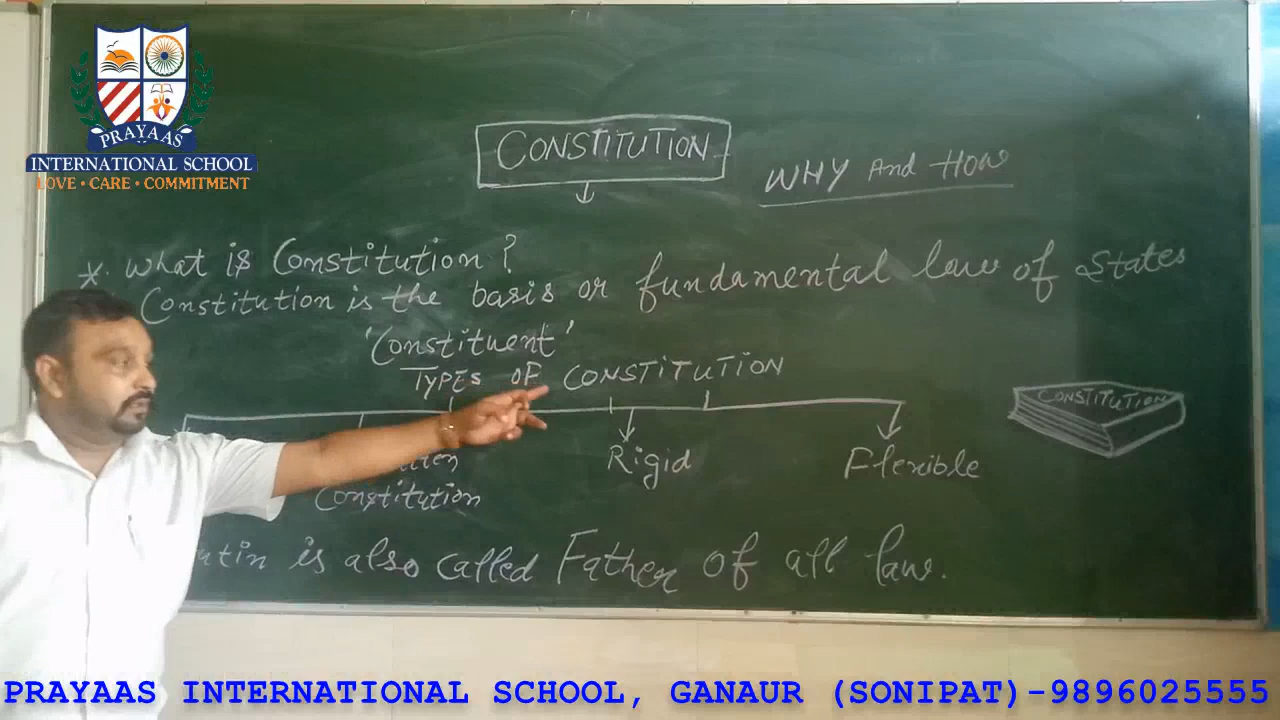 PRAYAAS
INTERNATIONAL SCHOOL
LOVE • CARE • COMMITMENT
CONSTITUTION
WHY And HOW
* What is Constitution?
Constitution is the basis or fundamental law of States
'Constituent'
TYPES OF CONSTITUTION
CONSTITUTION
Rigid
Flexible
Constitution
is also called Father of all law.
PRAYAAS INTERNATIONAL SCHOOL, GANAUR (SONIPAT)-9896025555